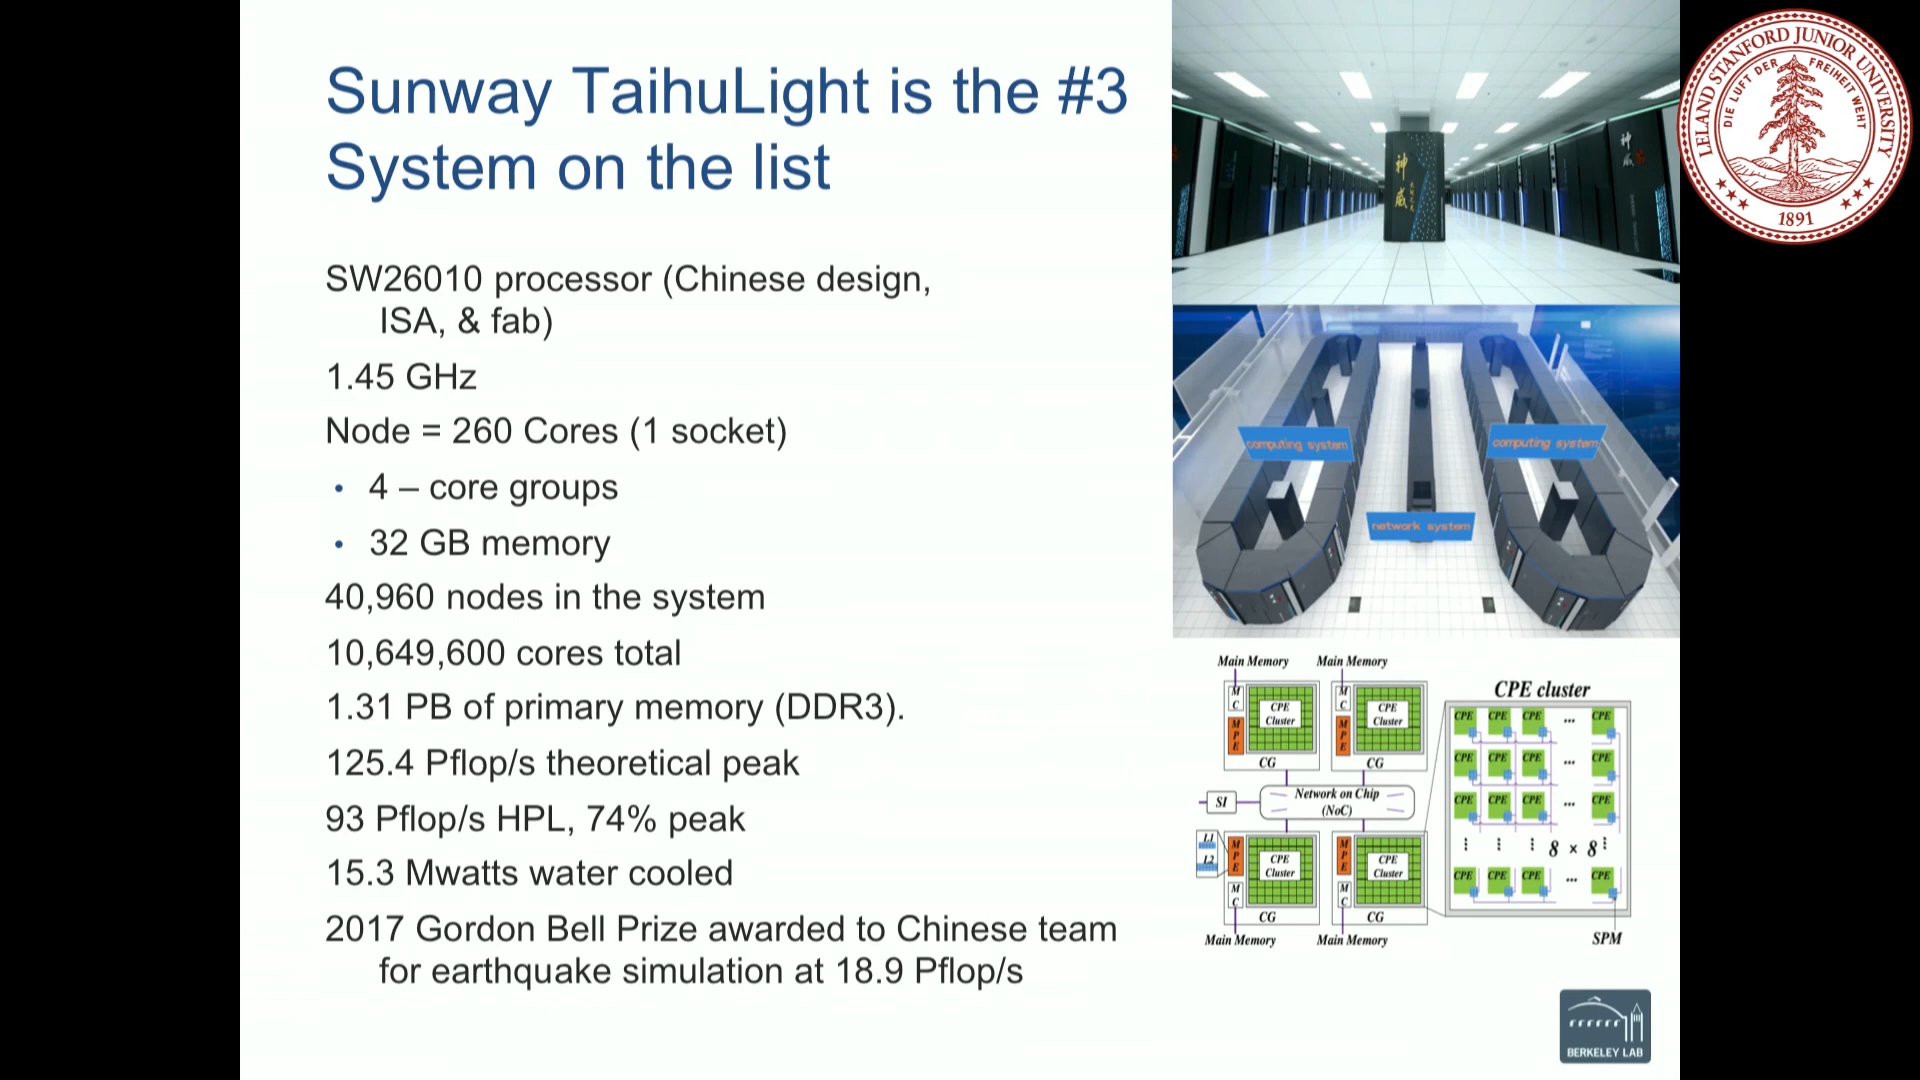 Sunway TaihuLight is the #3
System on the list
SW26010 processor (Chinese design,
ISA, & fab)
1.45 GHz
Node = 260 Cores (1 socket)
• 4 – core groups
• 32 GB memory
40,960 nodes in the system
10,649,600 cores total
1.31 PB of primary memory (DDR3).
125.4 Pflop/s theoretical peak
93 Pflop/s HPL, 74% peak
15.3 Mwatts water cooled
2017 Gordon Bell Prize awarded to Chinese team
for earthquake simulation at 18.9 Pflop/s
神威
神威
computing system
computing system
network system
Main Memory Main Memory
M C
CPE Cluster
M P E
CG
M C
CPE Cluster
M P E
CG
SI
Network on Chip
(NoC)
L1
L2
M P E
CPE Cluster
M C
CG
M P E
CPE Cluster
M C
CG
Main Memory Main Memory
CPE cluster
CPE CPE CPE ... CPE
CPE CPE CPE ... CPE
CPE CPE CPE ... CPE
8 × 8
CPE CPE CPE ... CPE
SPM
BERKELEY LAB
LELAND STANFORD JUNIOR UNIVERSITY
DIE LUFT DER FREIHEIT WEHT
1891